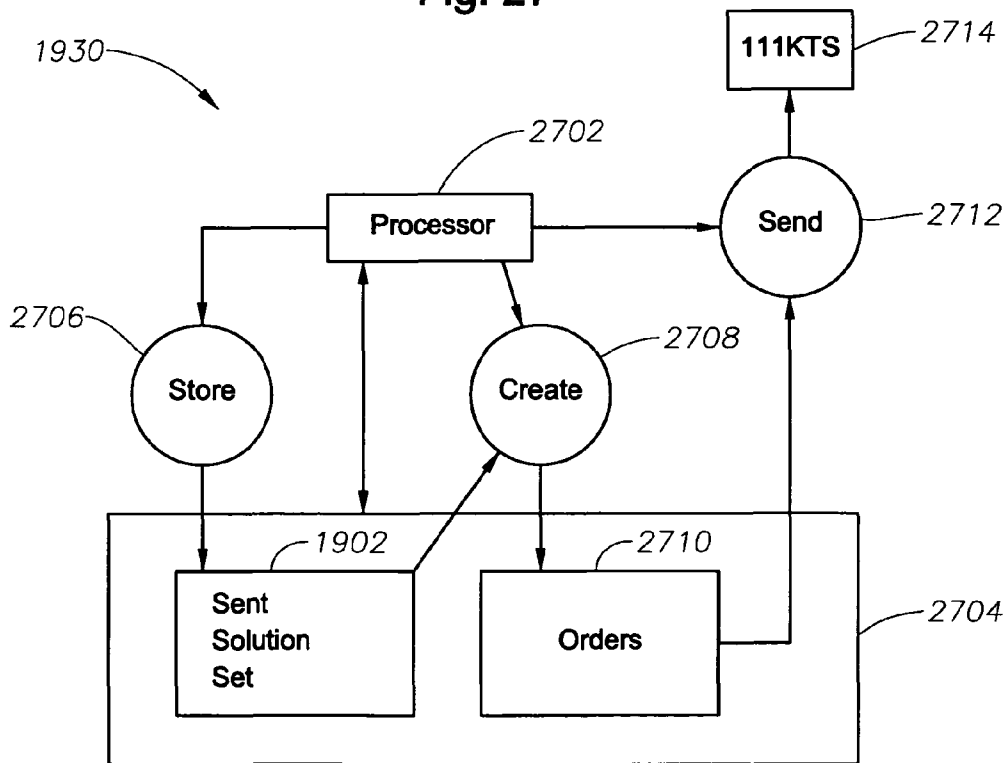 1930
111KTS
2714
2702
Processor
Send
2712
2706
Store
2708
Create
1902
Sent
Solution
Set
2710
Orders
2704